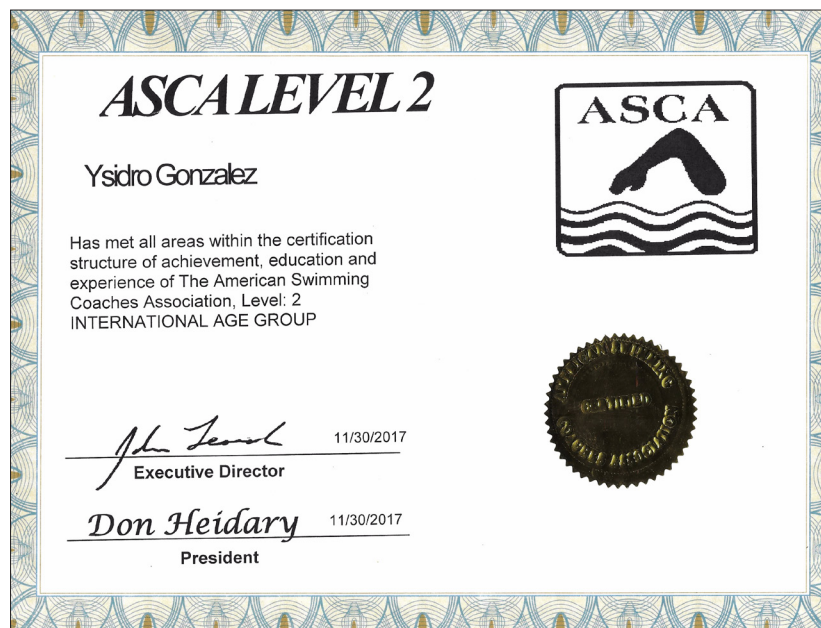 ASCA LEVEL 2
ASCA
Ysidro Gonzalez
Has met all areas within the certification
structure of achievement, education and
experience of The American Swimming
Coaches Association, Level: 2
INTERNATIONAL AGE GROUP
11/30/2017
Executive Director
Don Heidary 11/30/2017
President